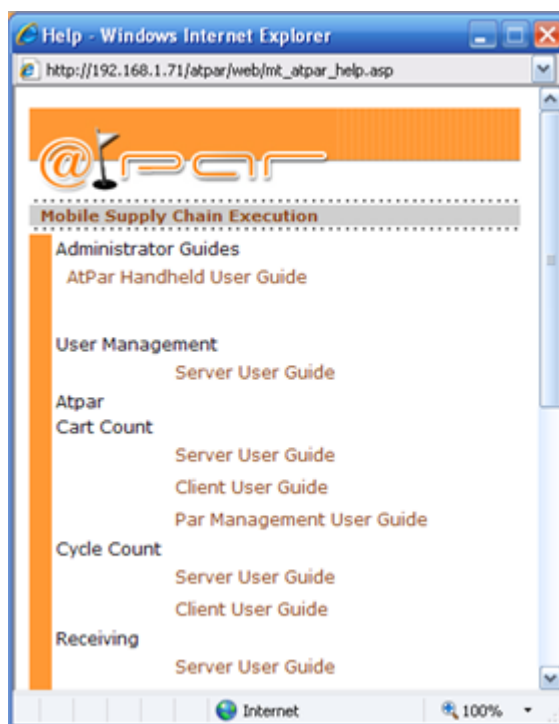 Help - Windows Internet Explorer
http://192.168.1.71/atpar/web/mt_atpar_help.asp
@par
Mobile Supply Chain Execution
Administrator Guides
AtPar Handheld User Guide
User Management
Server User Guide
Atpar
Cart Count
Server User Guide
Client User Guide
Par Management User Guide
Cycle Count
Server User Guide
Client User Guide
Receiving
Server User Guide
Internet
100%